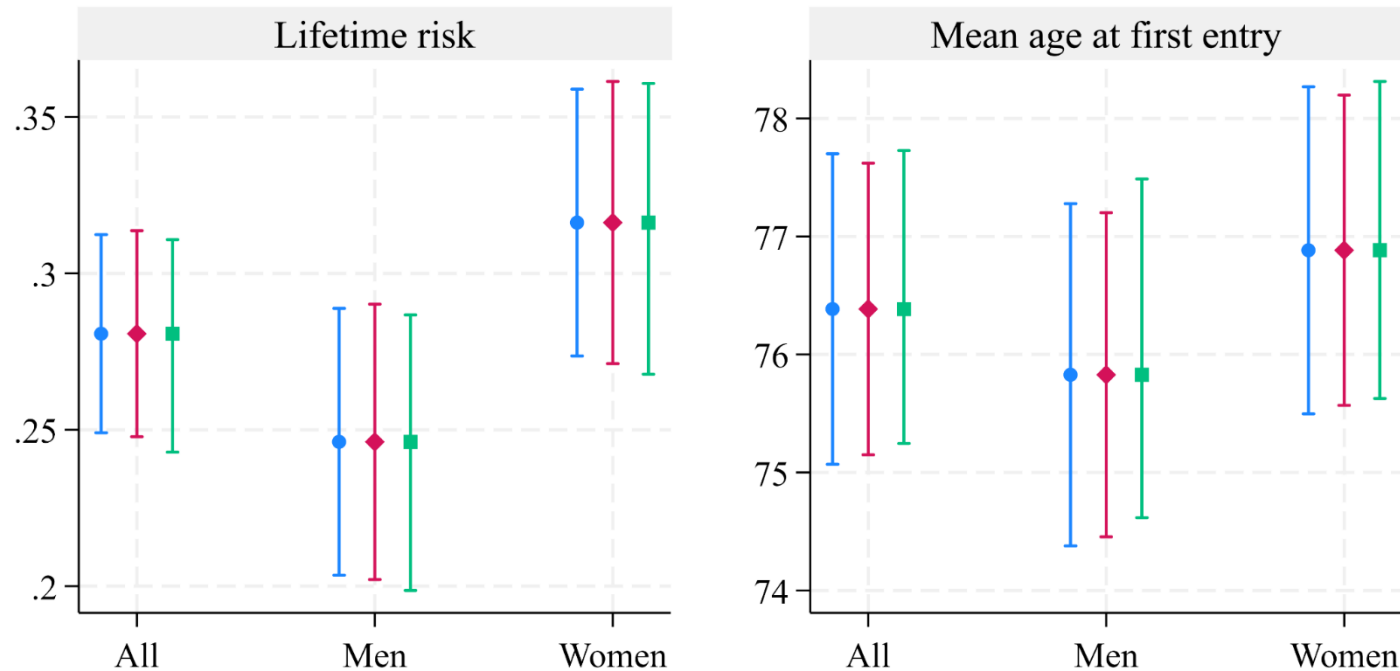 Lifetime risk
.35
.3
.25
.2
All Men Women
Mean age at first entry
78
77
76
75
74
All Men Women